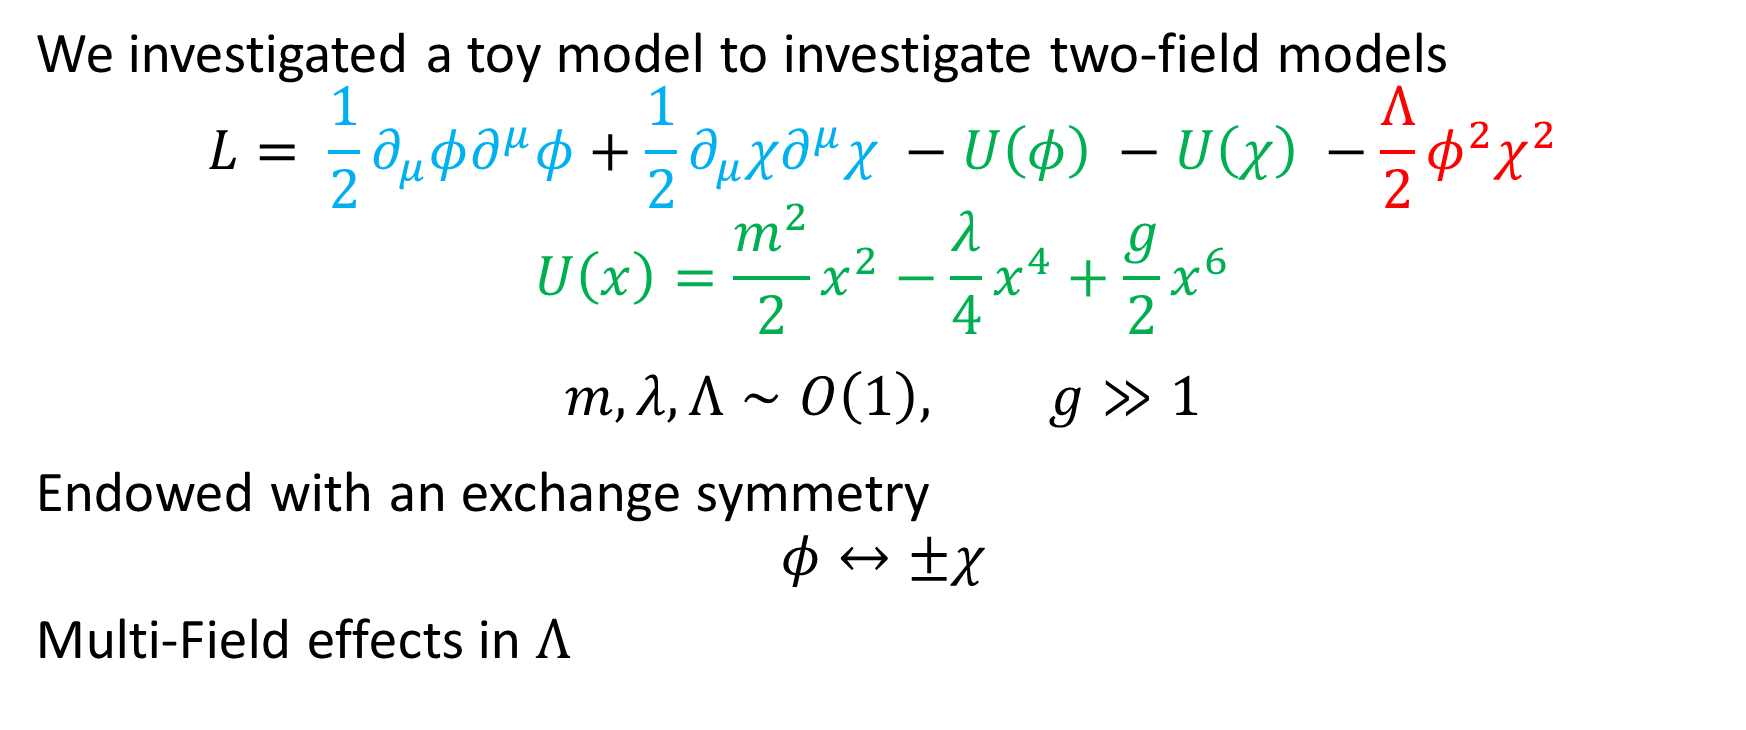 We investigated a toy model to investigate two-field models
L = 1/2 ∂_μϕ∂^μϕ + 1/2 ∂_μχ∂^μχ − U(ϕ) − U(χ) − Λ/2 ϕ²χ²
U(x) = m²/2 x² − λ/4 x⁴ + g/2 x⁶
m, λ, Λ ~ O(1), g ≫ 1
Endowed with an exchange symmetry
ϕ ↔ ±χ
Multi-Field effects in Λ